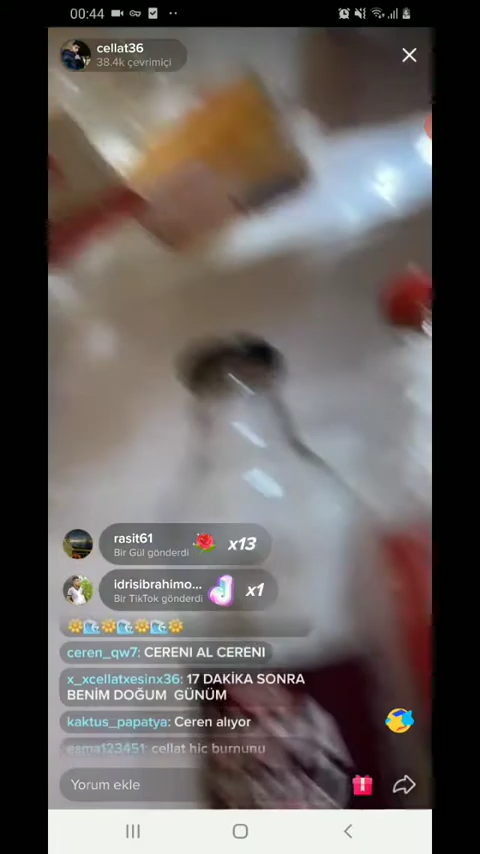 00:44
cellat36
38.4k çevrimiçi
rasit61
Bir Gül gönderdi
x13
idrisibrahimo...
Bir TikTok gönderdi
x1
ceren_qw7: CERENI AL CERENI
x_xcellatxesinx36: 17 DAKİKA SONRA
BENİM DOĞUM GÜNÜM
kaktus_papatya: Ceren alıyor
esma123451: cellat hic burnunu
Yorum ekle